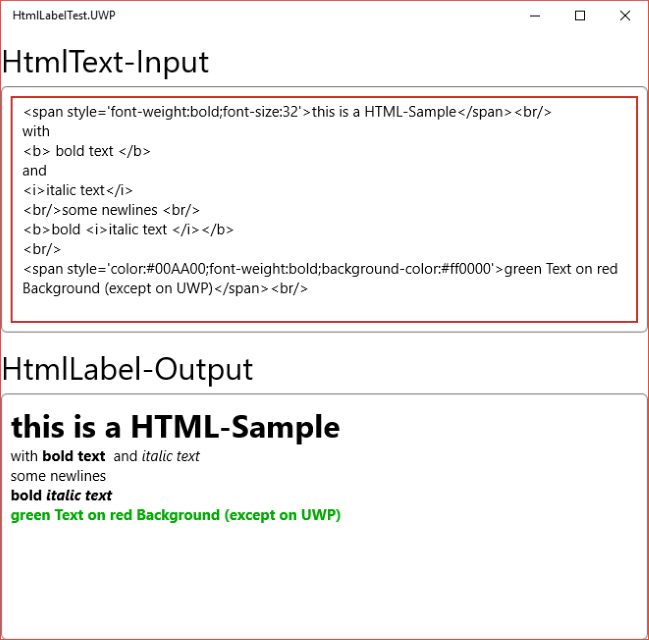 HtmlLabelTest.UWP
HtmlText-Input
<span style='font-weight:bold;font-size:32'>this is a HTML-Sample</span><br/>
with
<b> bold text </b>
and
<i>italic text</i>
<br/>some newlines <br/>
<b>bold <i>italic text </i></b>
<br/>
<span style='color:#00AA00;font-weight:bold;background-color:#ff0000'>green Text on red
Background (except on UWP)</span><br/>
HtmlLabel-Output
this is a HTML-Sample
with bold text  and italic text
some newlines
bold italic text
green Text on red Background (except on UWP)